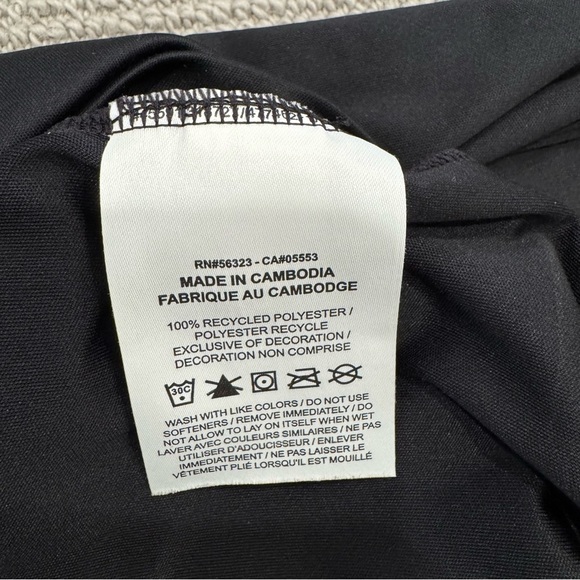 RN#56323 - CA#05553
MADE IN CAMBODIA
FABRIQUE AU CAMBODGE
100% RECYCLED POLYESTER /
POLYESTER RECYCLE
EXCLUSIVE OF DECORATION /
DECORATION NON COMPRISE
30C
WASH WITH LIKE COLORS / DO NOT USE
SOFTENERS / REMOVE IMMEDIATELY / DO
NOT ALLOW TO LAY ON ITSELF WHEN WET
LAVER AVEC COULEURS SIMILAIRES / NE PAS
UTILISER D'ADOUCISSEUR / ENLEVER
IMMEDIATEMENT / NE PAS LAISSER LE
VÊTEMENT PLIÉ LORSQU'IL EST MOUILLÉ